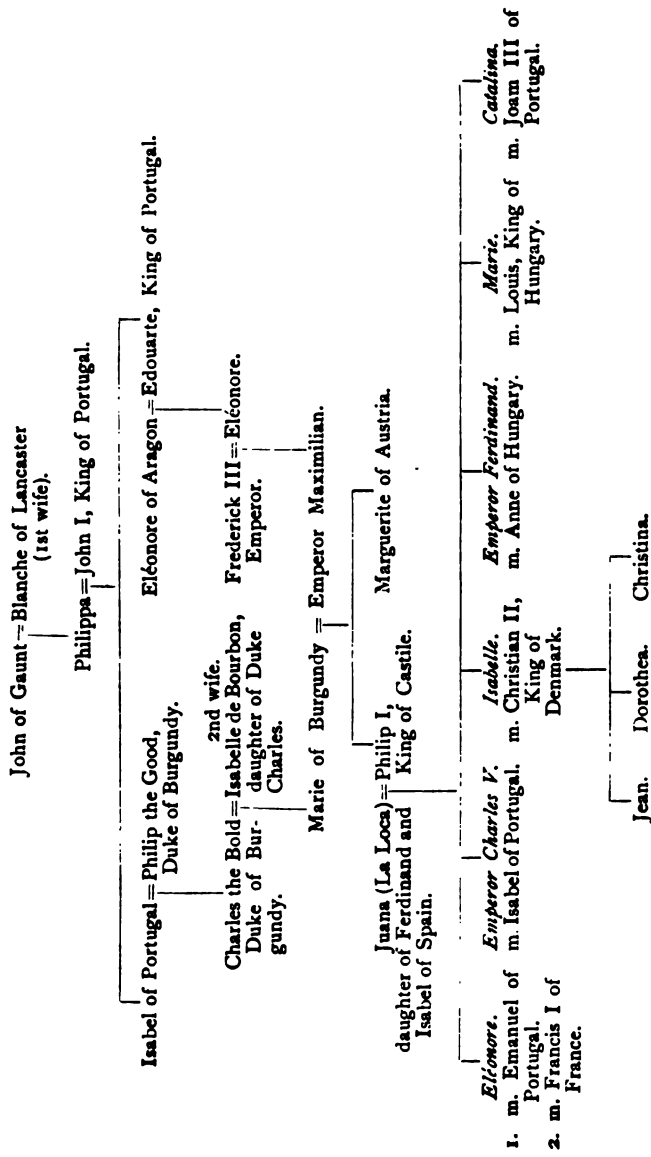 John of Gaunt=Blanche of Lancaster
(1st wife).
Philippa=John I, King of Portugal.
Isabel of Portugal=Philip the Good,
Duke of Burgundy.
Eléonore of Aragon=Edouarte, King of Portugal.
2nd wife.
Charles the Bold=Isabelle de Bourbon,
Duke of Bur- daughter of Duke
gundy. Charles.
Frederick III=Eléonore.
Emperor.
Marie of Burgundy=Emperor Maximilian.
Juana (La Loca)=Philip I,
daughter of Ferdinand and King of Castile.
Isabel of Spain.
Marguerite of Austria.
Eléonore.
1. m. Emanuel of
Portugal.
2. m. Francis I of
France.
Emperor Charles V.
m. Isabel of Portugal.
Isabelle.
m. Christian II,
King of
Denmark.
Emperor Ferdinand.
m. Anne of Hungary.
Marie.
m. Louis, King of
Hungary.
Catalina.
m. Joam III of
Portugal.
Jean. Dorothea. Christina.